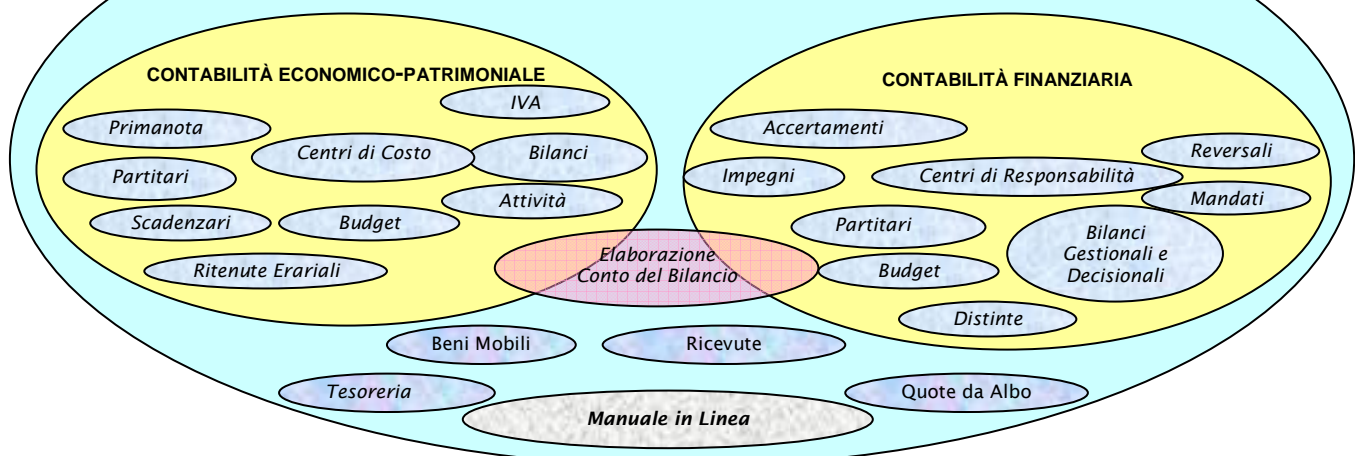 CONTABILITÀ ECONOMICO-PATRIMONIALE
IVA
Primanota
Centri di Costo
Bilanci
Partitari
Attività
Scadenzari
Budget
Ritenute Erariali
CONTABILITÀ FINANZIARIA
Accertamenti
Reversali
Impegni
Centri di Responsabilità
Mandati
Partitari
Bilanci
Gestionali e
Decisionali
Budget
Distinte
Elaborazione
Conto del Bilancio
Beni Mobili
Ricevute
Tesoreria
Quote da Albo
Manuale in Linea